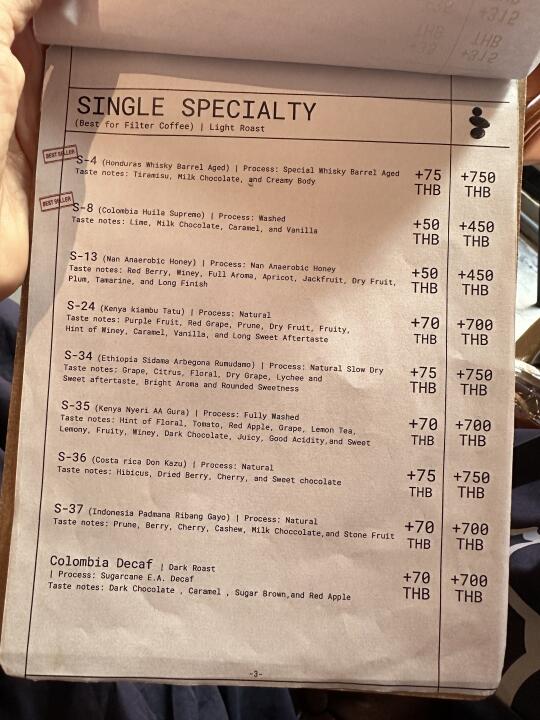 +35 +315
THB THB
+35 +315
THB THB
SINGLE SPECIALTY
(Best for Filter Coffee) | Light Roast
BEST SELLER
S-4 (Honduras Whisky Barrel Aged) | Process: Special Whisky Barrel Aged +75 THB +750 THB
Taste notes: Tiramisu, Milk Chocolate, and Creamy Body
BEST SELLER
S-8 (Colombia Huila Supremo) | Process: Washed +50 THB +450 THB
Taste notes: Lime, Milk Chocolate, Caramel, and Vanilla
S-13 (Nan Anaerobic Honey) | Process: Nan Anaerobic Honey +50 THB +450 THB
Taste notes: Red Berry, Winey, Full Aroma, Apricot, Jackfruit, Dry Fruit,
Plum, Tamarine, and Long Finish
S-24 (Kenya kiambu Tatu) | Process: Natural +70 THB +700 THB
Taste notes: Purple Fruit, Red Grape, Prune, Dry Fruit, Fruity,
Hint of Winey, Caramel, Vanilla, and Long Sweet Aftertaste
S-34 (Ethiopia Sidama Arbegona Rumudamo) | Process: Natural Slow Dry +75 THB +750 THB
Taste notes: Grape, Citrus, Floral, Dry Grape, Lychee and
Sweet aftertaste, Bright Aroma and Rounded Sweetness
S-35 (Kenya Nyeri AA Gura) | Process: Fully Washed +70 THB +700 THB
Taste notes: Hint of Floral, Tomato, Red Apple, Grape, Lemon Tea,
Lemony, Fruity, Winey, Dark Chocolate, Juicy, Good Acidity,and Sweet
S-36 (Costa rica Don Kazu) | Process: Natural +75 THB +750 THB
Taste notes: Hibicus, Dried Berry, Cherry, and Sweet chocolate
S-37 (Indonesia Padmana Ribang Gayo) | Process: Natural +70 THB +700 THB
Taste notes: Prune, Berry, Cherry, Cashew, Milk Choccolate,and Stone Fruit
Colombia Decaf | Dark Roast +70 THB +700 THB
| Process: Sugarcane E.A. Decaf
Taste notes: Dark Chocolate , Caramel , Sugar Brown,and Red Apple
-3-